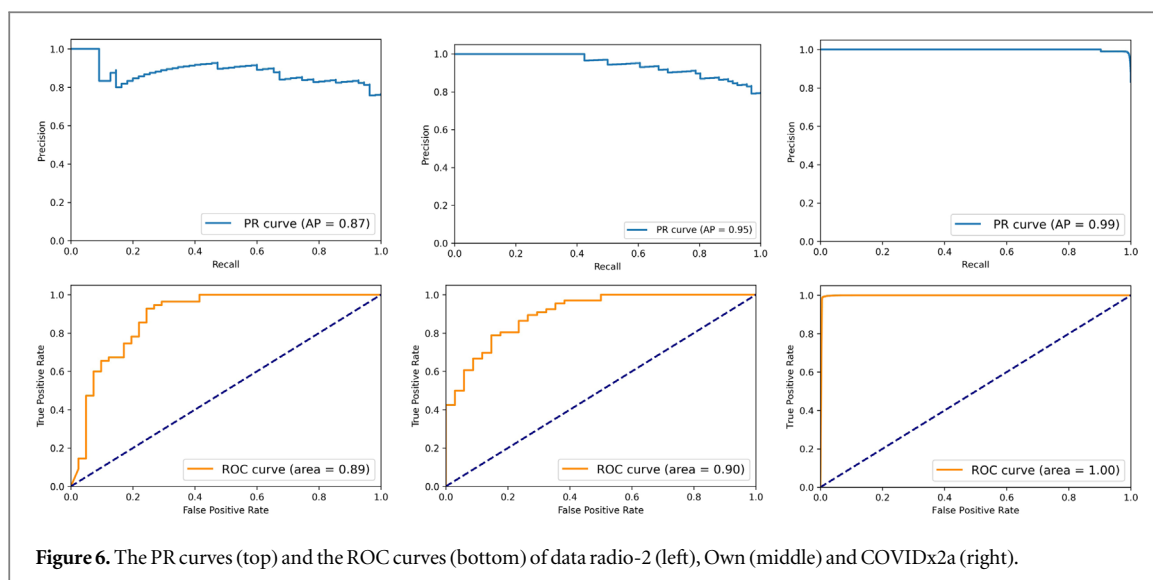 1.0
0.8
0.6
0.4
0.2
0.0
Precision
PR curve (AP = 0.87)
0.0 0.2 0.4 0.6 0.8 1.0
Recall
1.0
0.8
0.6
0.4
0.2
0.0
Precision
PR curve (AP = 0.95)
0.0 0.2 0.4 0.6 0.8 1.0
Recall
1.0
0.8
0.6
0.4
0.2
0.0
Precision
PR curve (AP = 0.99)
0.0 0.2 0.4 0.6 0.8 1.0
Recall
1.0
0.8
0.6
0.4
0.2
0.0
True Positive Rate
ROC curve (area = 0.89)
0.0 0.2 0.4 0.6 0.8 1.0
False Positive Rate
1.0
0.8
0.6
0.4
0.2
0.0
True Positive Rate
ROC curve (area = 0.90)
0.0 0.2 0.4 0.6 0.8 1.0
False Positive Rate
1.0
0.8
0.6
0.4
0.2
0.0
True Positive Rate
ROC curve (area = 1.00)
0.0 0.2 0.4 0.6 0.8 1.0
False Positive Rate
Figure 6. The PR curves (top) and the ROC curves (bottom) of data radio-2 (left), Own (middle) and COVIDx2a (right).